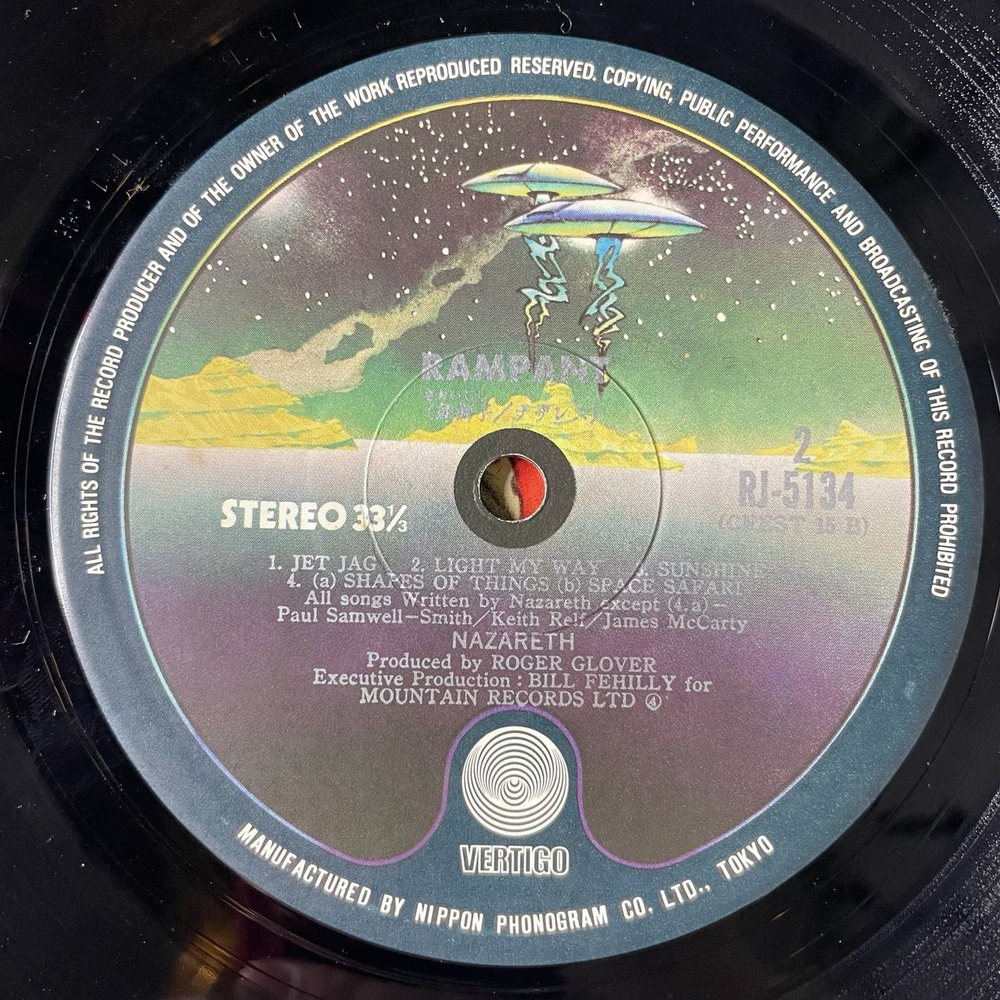 ALL RIGHTS OF THE RECORD PRODUCER AND OF THE OWNER OF THE WORK REPRODUCED RESERVED. COPYING, PUBLIC PERFORMANCE AND BROADCASTING OF THIS RECORD PROHIBITED
RAMPANT
2
RJ-5134
STEREO 33⅓
1. JET JAG 2. LIGHT MY WAY 3. SUNSHINE
4. (a) SHAPES OF THINGS (b) SPACE SAFARI
All songs Written by Nazareth except (4.a)—
Paul Samwell-Smith/Keith Relf/James McCarty
NAZARETH
Produced by ROGER GLOVER
Executive Production : BILL FEHILLY for
MOUNTAIN RECORDS LTD ④
VERTIGO
MANUFACTURED BY NIPPON PHONOGRAM CO. LTD., TOKYO